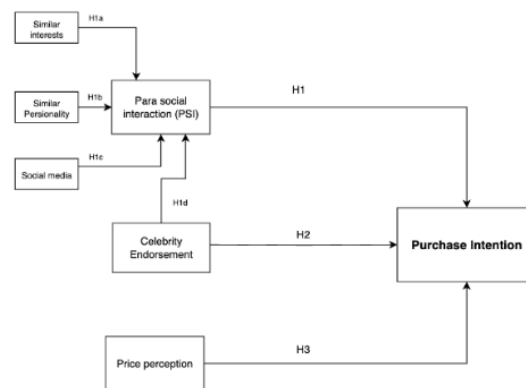 Similar
interests
H1a
Similar
Persionality
H1b
Para social
interaction (PSI)
H1
Social media
H1c
H1d
Celebrity
Endorsement
H2
Purchase Intention
Price perception
H3